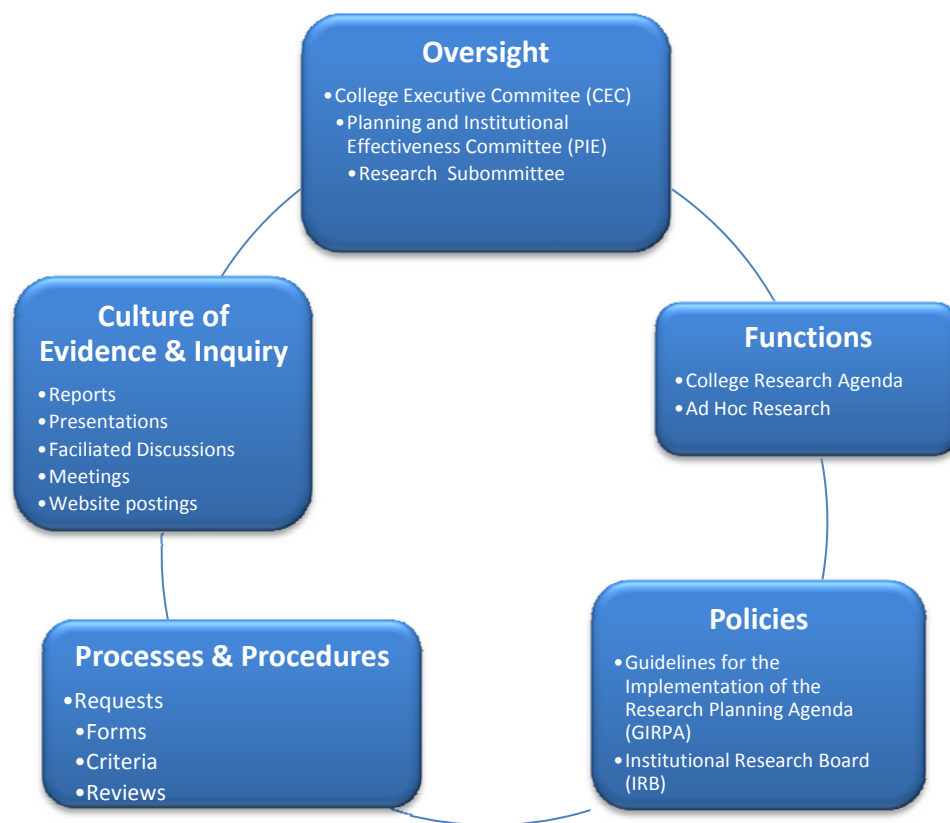 Oversight
•College Executive Commitee (CEC)
•Planning and Institutional
Effectiveness Committee (PIE)
•Research Subommittee
Functions
•College Research Agenda
•Ad Hoc Research
Policies
•Guidelines for the
Implementation of the
Research Planning Agenda
(GIRPA)
•Institutional Research Board
(IRB)
Processes & Procedures
•Requests
•Forms
•Criteria
•Reviews
Culture of
Evidence & Inquiry
•Reports
•Presentations
•Faciliated Discussions
•Meetings
•Website postings